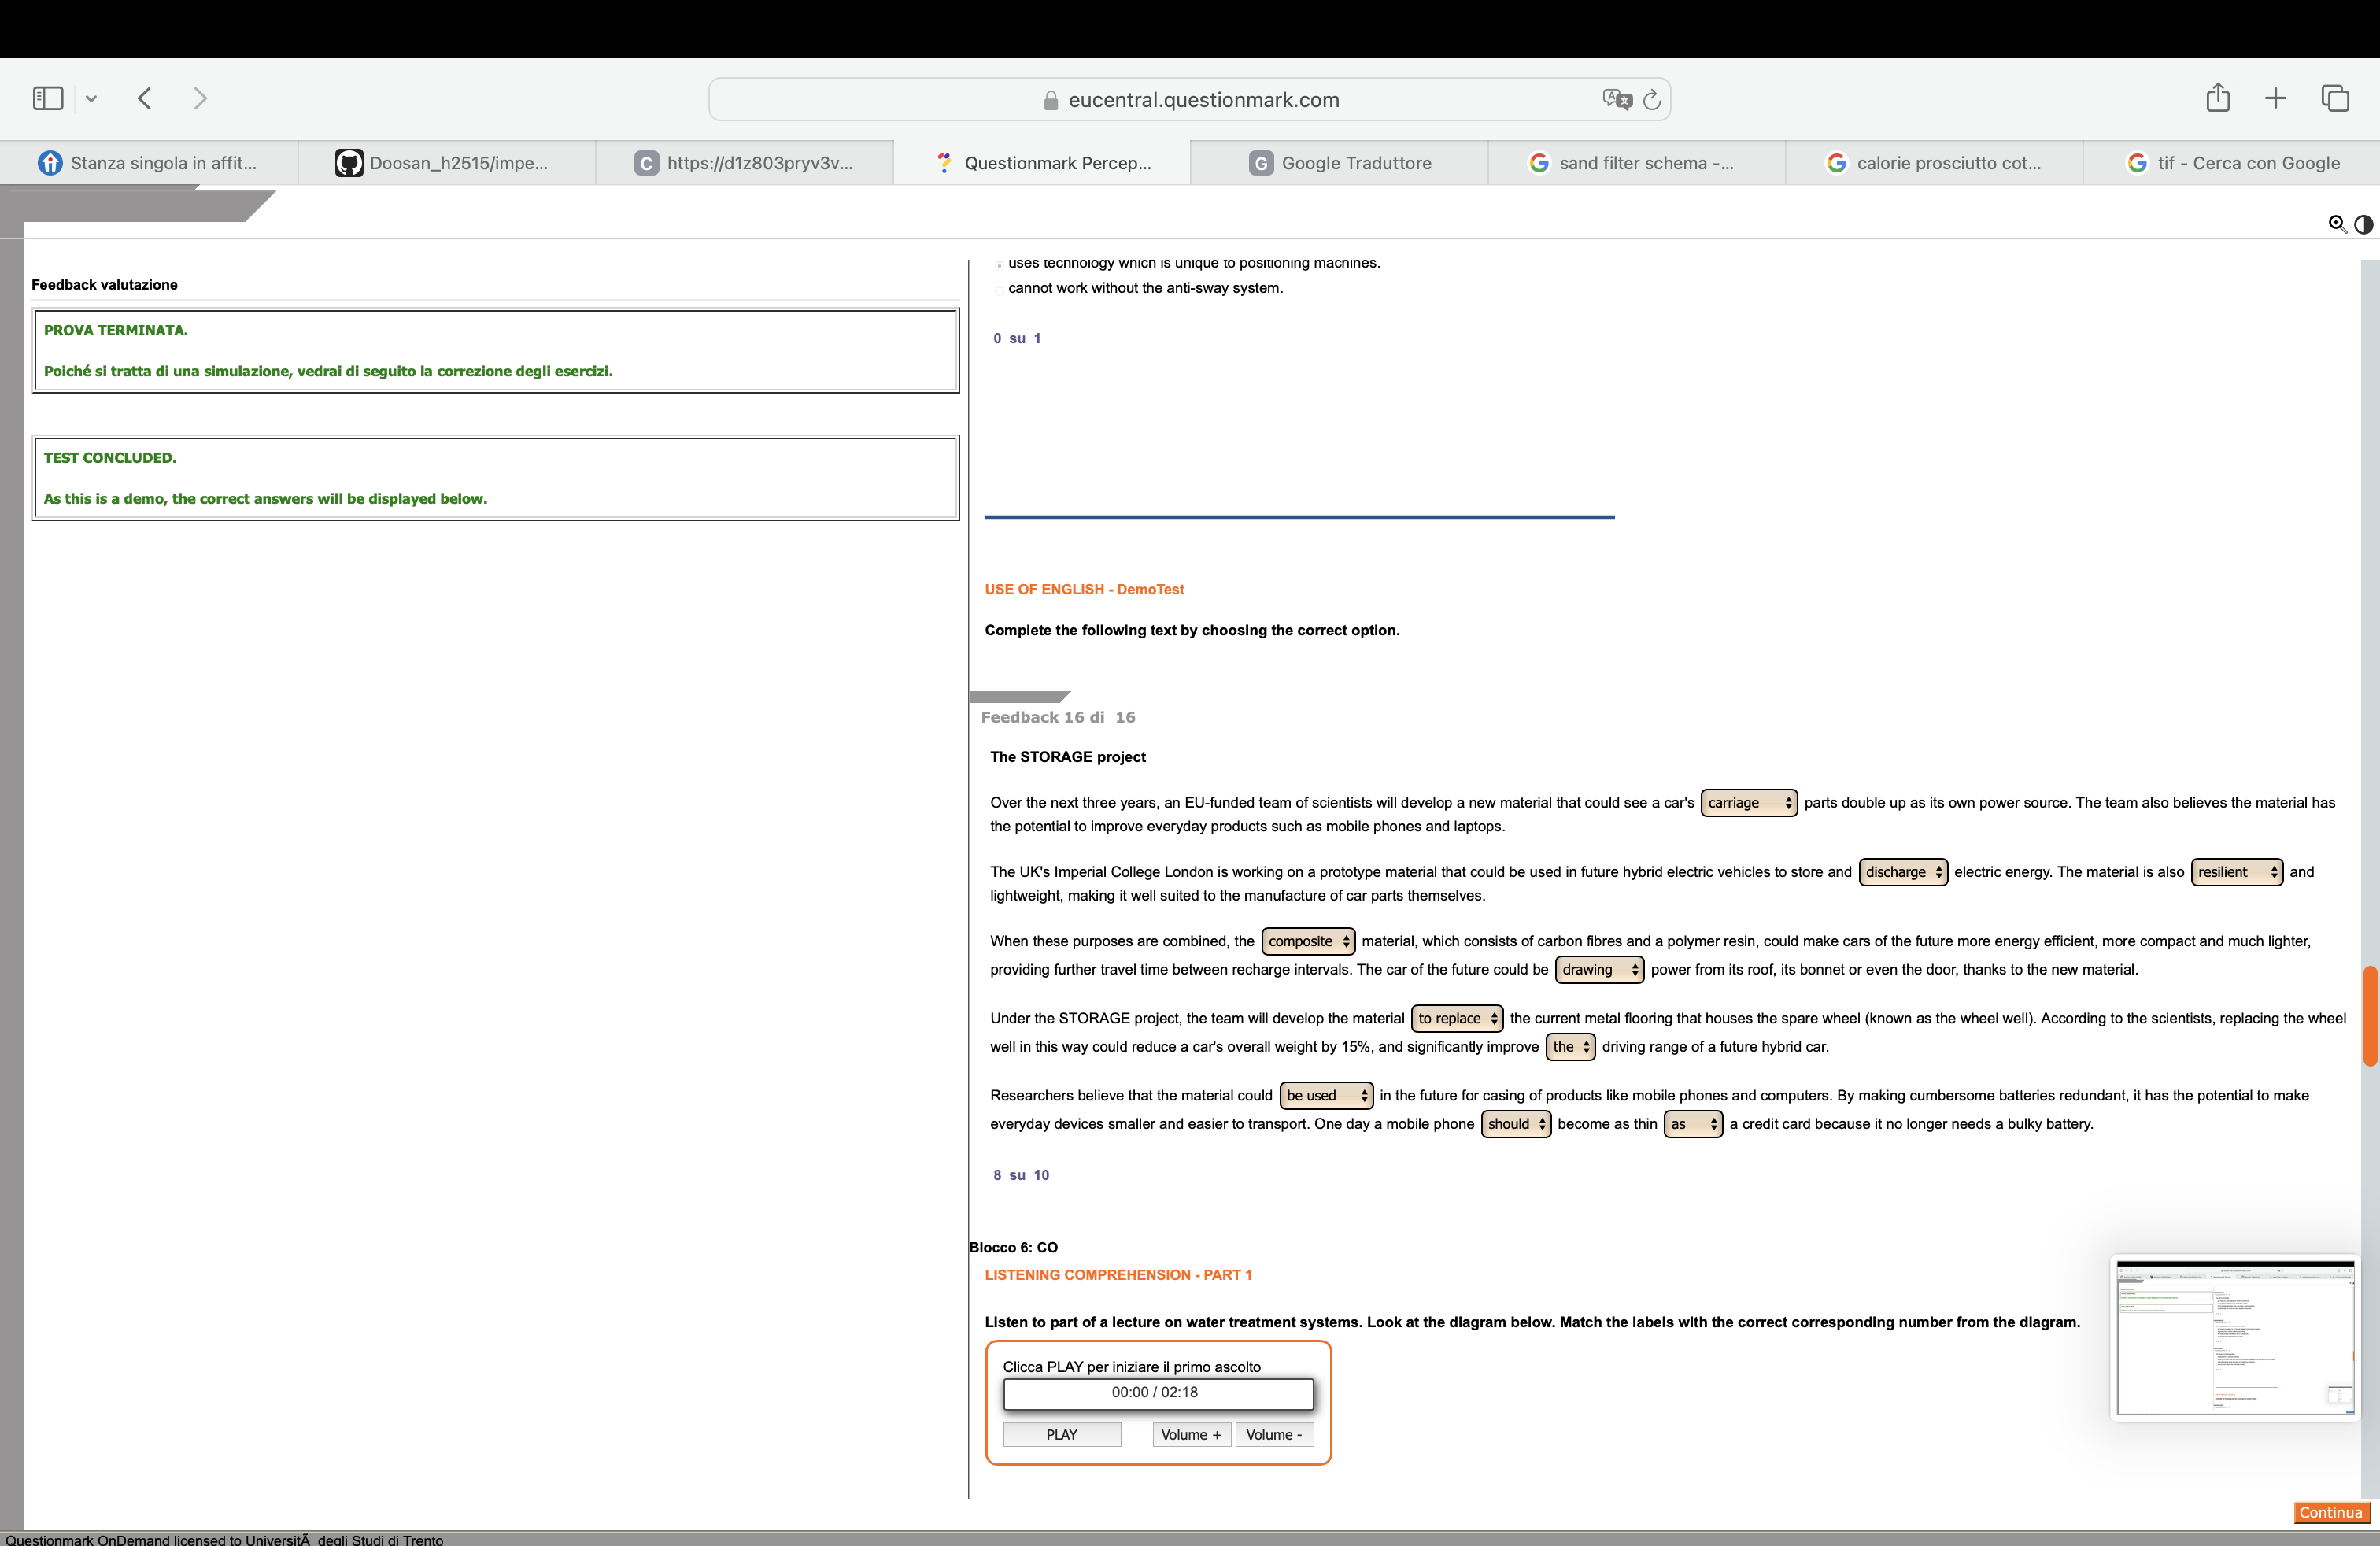 eucentral.questionmark.com
Stanza singola in affit...
Doosan_h2515/impe...
C https://d1z803pryv3v...
Questionmark Percep...
G Google Traduttore
sand filter schema -...
calorie prosciutto cot...
tif - Cerca con Google
Feedback valutazione
PROVA TERMINATA.
Poiché si tratta di una simulazione, vedrai di seguito la correzione degli esercizi.
TEST CONCLUDED.
As this is a demo, the correct answers will be displayed below.
uses technology which is unique to positioning machines.
cannot work without the anti-sway system.
0 su 1
USE OF ENGLISH - DemoTest
Complete the following text by choosing the correct option.
Feedback 16 di 16
The STORAGE project
Over the next three years, an EU-funded team of scientists will develop a new material that could see a car's carriage parts double up as its own power source. The team also believes the material has
the potential to improve everyday products such as mobile phones and laptops.
The UK's Imperial College London is working on a prototype material that could be used in future hybrid electric vehicles to store and discharge electric energy. The material is also resilient and
lightweight, making it well suited to the manufacture of car parts themselves.
When these purposes are combined, the composite material, which consists of carbon fibres and a polymer resin, could make cars of the future more energy efficient, more compact and much lighter,
providing further travel time between recharge intervals. The car of the future could be drawing power from its roof, its bonnet or even the door, thanks to the new material.
Under the STORAGE project, the team will develop the material to replace the current metal flooring that houses the spare wheel (known as the wheel well). According to the scientists, replacing the wheel
well in this way could reduce a car's overall weight by 15%, and significantly improve the driving range of a future hybrid car.
Researchers believe that the material could be used in the future for casing of products like mobile phones and computers. By making cumbersome batteries redundant, it has the potential to make
everyday devices smaller and easier to transport. One day a mobile phone should become as thin as a credit card because it no longer needs a bulky battery.
8 su 10
Blocco 6: CO
LISTENING COMPREHENSION - PART 1
Listen to part of a lecture on water treatment systems. Look at the diagram below. Match the labels with the correct corresponding number from the diagram.
Clicca PLAY per iniziare il primo ascolto
00:00 / 02:18
PLAY Volume + Volume -
Continua
Questionmark OnDemand licensed to UniversitÃ degli Studi di Trento